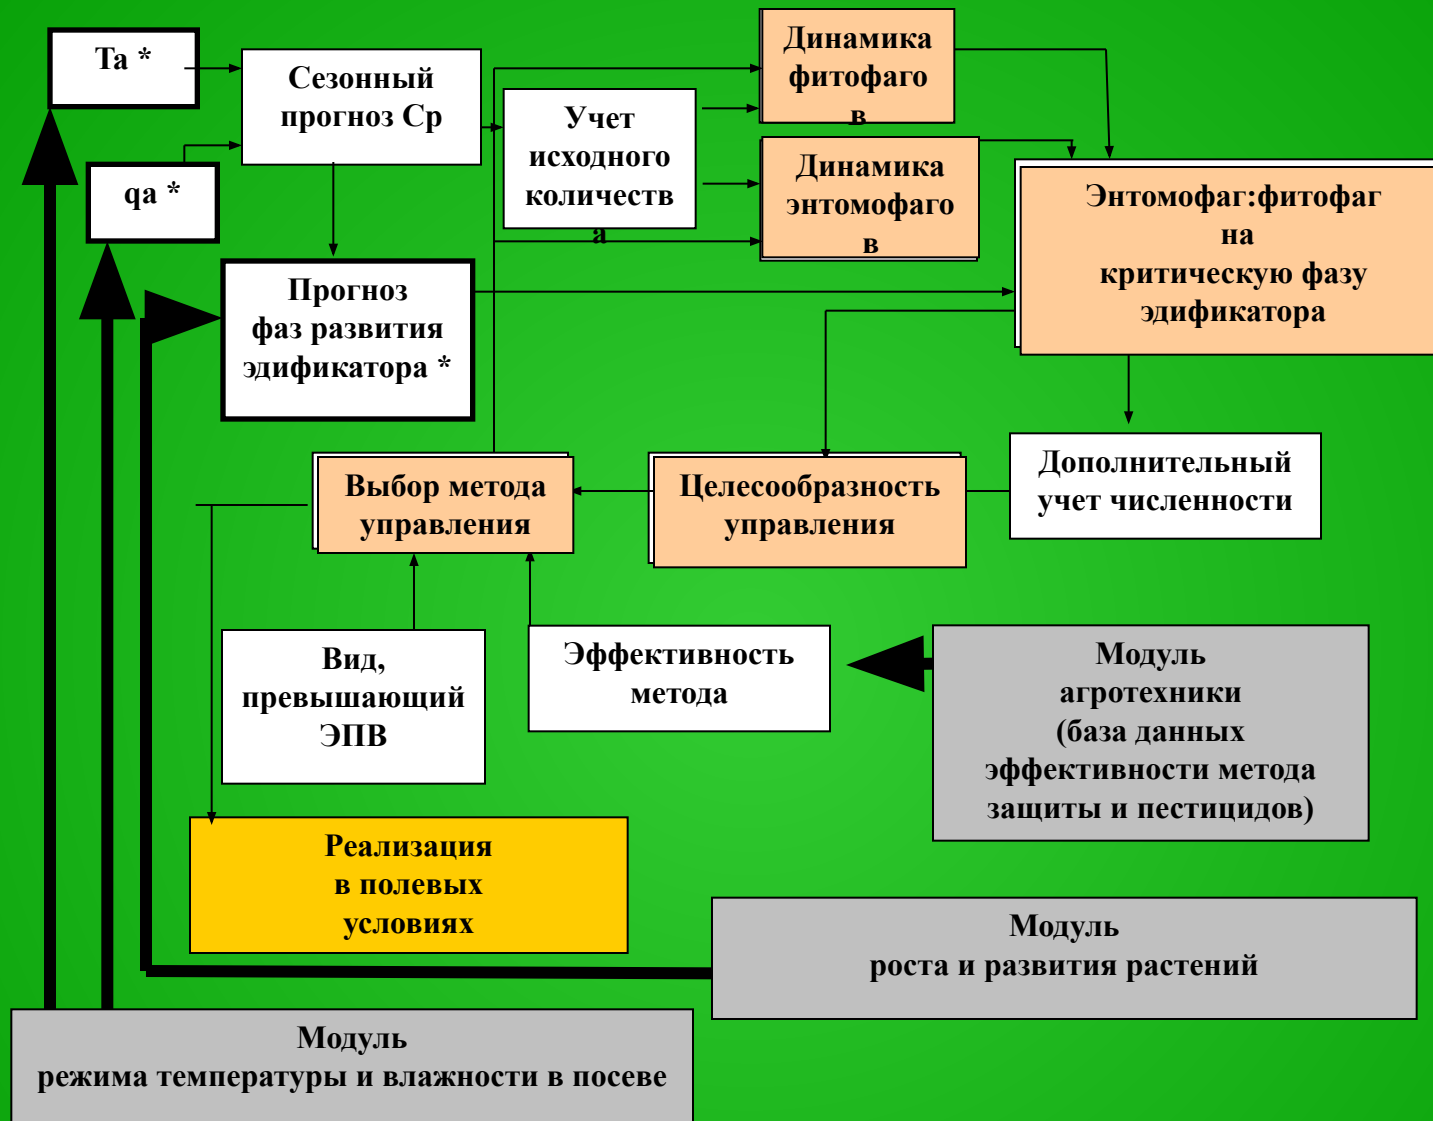 Ta *
Сезонный
прогноз Ср
qa *
Учет
исходного
количеств
а
Динамика
фитофаго
в
Динамика
энтомофаго
в
Энтомофаг:фитофаг
на
критическую фазу
эдификатора
Прогноз
фаз развития
эдификатора *
Выбор метода
управления
Целесообразность
управления
Дополнительный
учет численности
Вид,
превышающий
ЭПВ
Эффективность
метода
Модуль
агротехники
(база данных
эффективности метода
защиты и пестицидов)
Реализация
в полевых
условиях
Модуль
роста и развития растений
Модуль
режима температуры и влажности в посеве